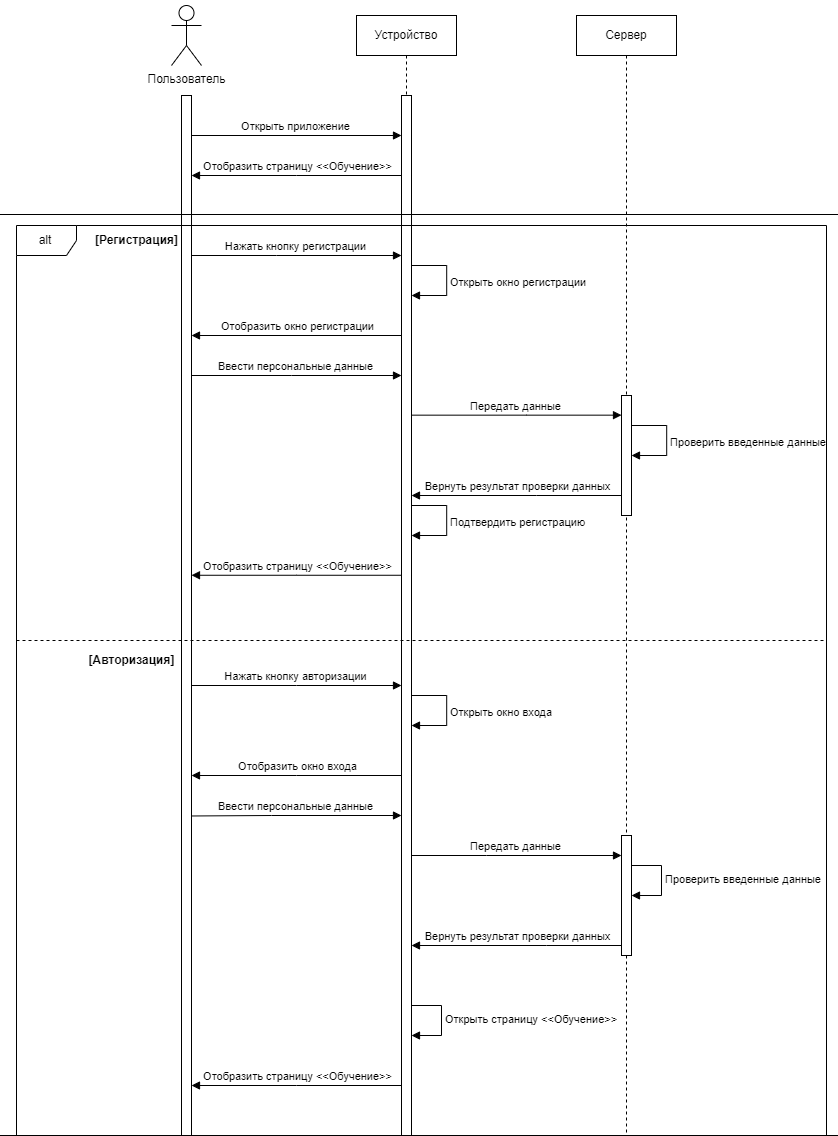 Пользователь
Устройство
Сервер
Открыть приложение
Отобразить страницу <<Обучение>>
alt
[Регистрация]
Нажать кнопку регистрации
Открыть окно регистрации
Отобразить окно регистрации
Ввести персональные данные
Передать данные
Проверить введенные данные
Вернуть результат проверки данных
Подтвердить регистрацию
Отобразить страницу <<Обучение>>
[Авторизация]
Нажать кнопку авторизации
Открыть окно входа
Отобразить окно входа
Ввести персональные данные
Передать данные
Проверить введенные данные
Вернуть результат проверки данных
Открыть страницу <<Обучение>>
Отобразить страницу <<Обучение>>